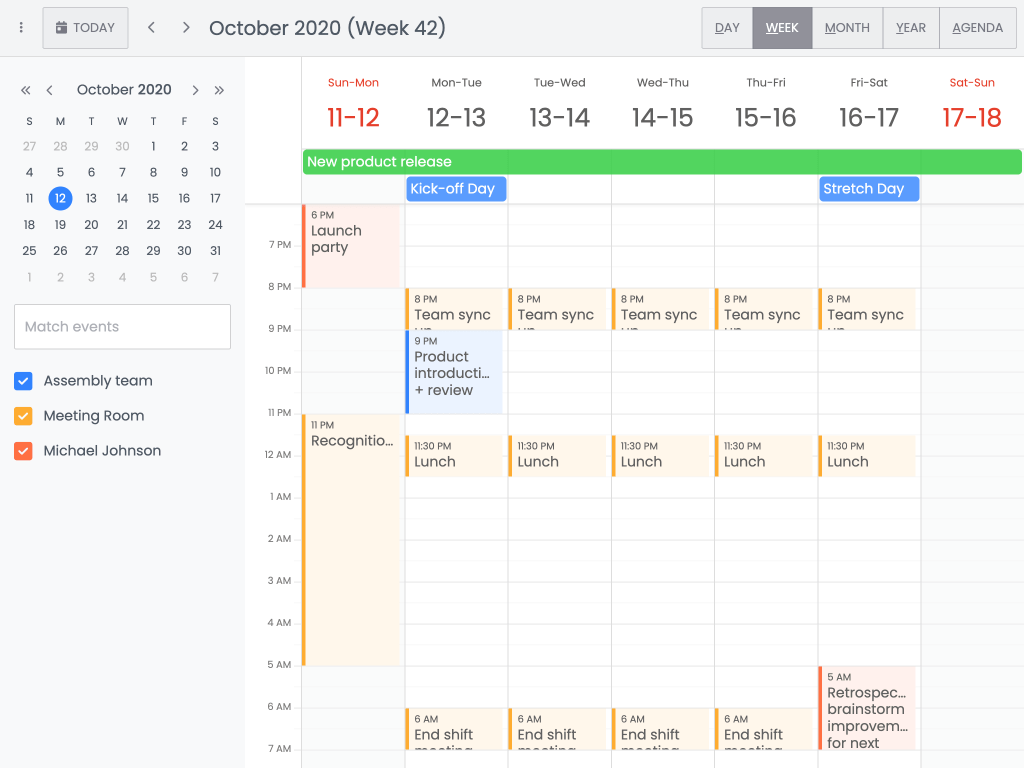 TODAY
October 2020 (Week 42)
DAY
WEEK
MONTH
YEAR
AGENDA
October 2020
S M T W T F S
27 28 29 30 1 2 3
4 5 6 7 8 9 10
11 12 13 14 15 16 17
18 19 20 21 22 23 24
25 26 27 28 29 30 31
1 2 3 4 5 6 7
Match events
Assembly team
Meeting Room
Michael Johnson
Sun-Mon Mon-Tue Tue-Wed Wed-Thu Thu-Fri Fri-Sat Sat-Sun
11-12 12-13 13-14 14-15 15-16 16-17 17-18
New product release
Kick-off Day
Stretch Day
7 PM
8 PM
9 PM
10 PM
11 PM
12 AM
1 AM
2 AM
3 AM
4 AM
5 AM
6 AM
7 AM
6 PM
Launch
party
11 PM
Recognitio...
8 PM
Team sync
up
9 PM
Product
introducti...
+ review
11:30 PM
Lunch
6 AM
End shift
meeting
8 PM
Team sync
up
11:30 PM
Lunch
6 AM
End shift
meeting
8 PM
Team sync
up
11:30 PM
Lunch
6 AM
End shift
meeting
8 PM
Team sync
up
11:30 PM
Lunch
6 AM
End shift
meeting
8 PM
Team sync
up
11:30 PM
Lunch
5 AM
Retrospec...
brainstorm
improvem...
for next